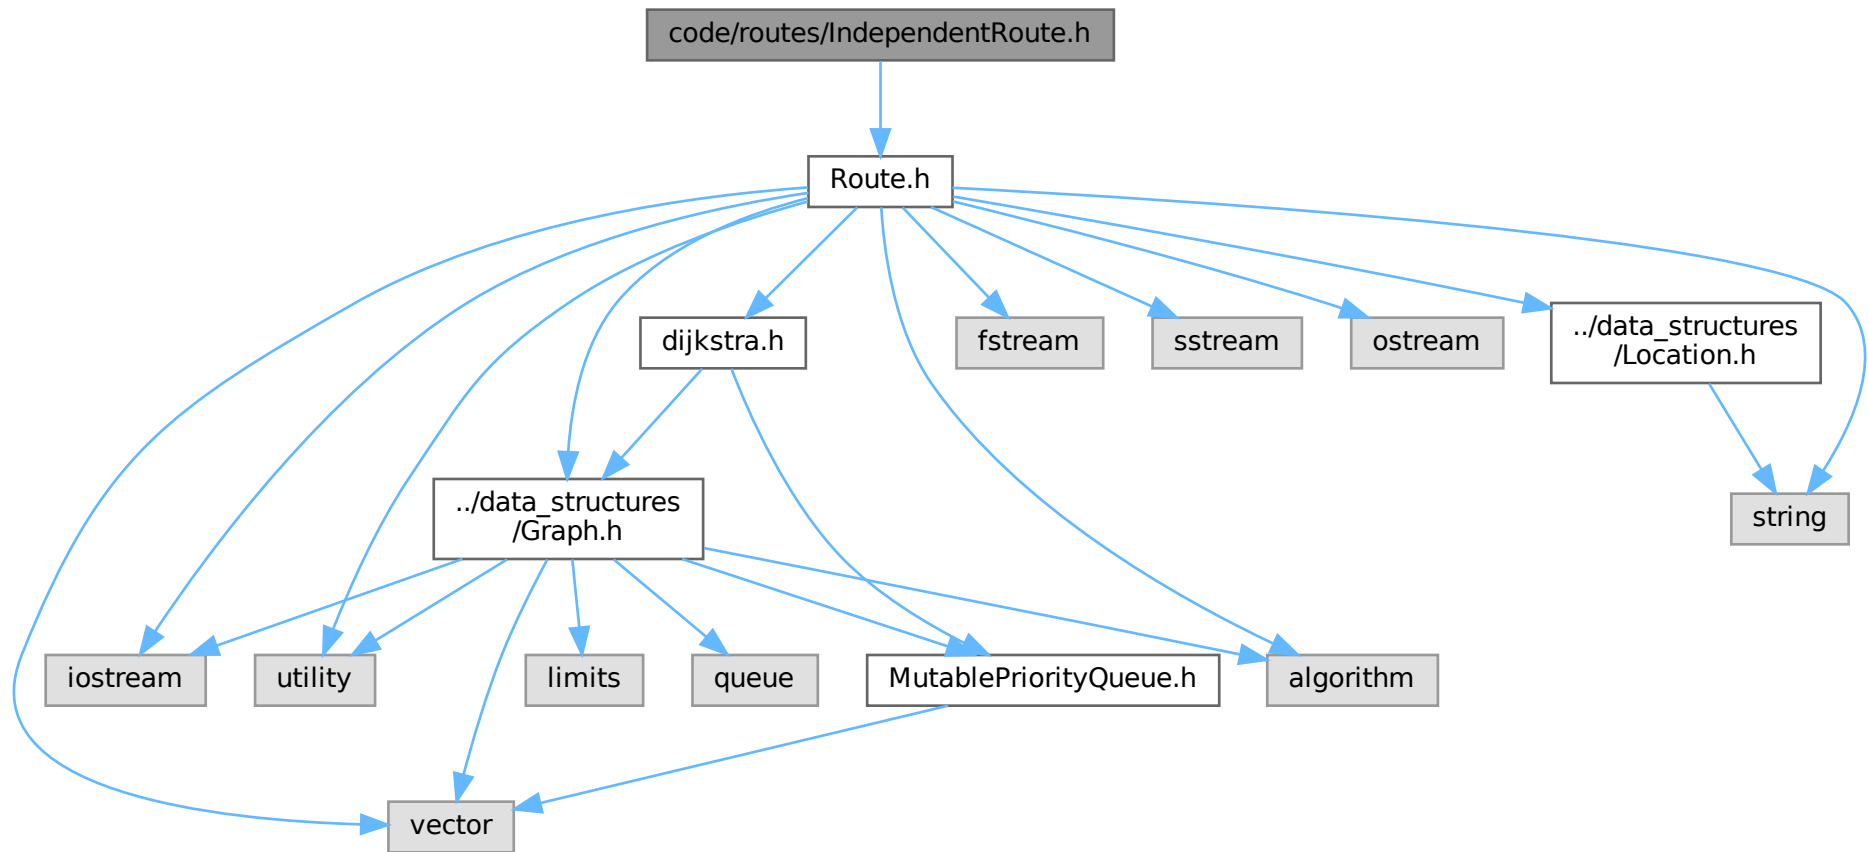 code/routes/IndependentRoute.h
Route.h
dijkstra.h
fstream
sstream
ostream
../data_structures
/Location.h
../data_structures
/Graph.h
string
iostream
utility
limits
queue
MutablePriorityQueue.h
algorithm
vector